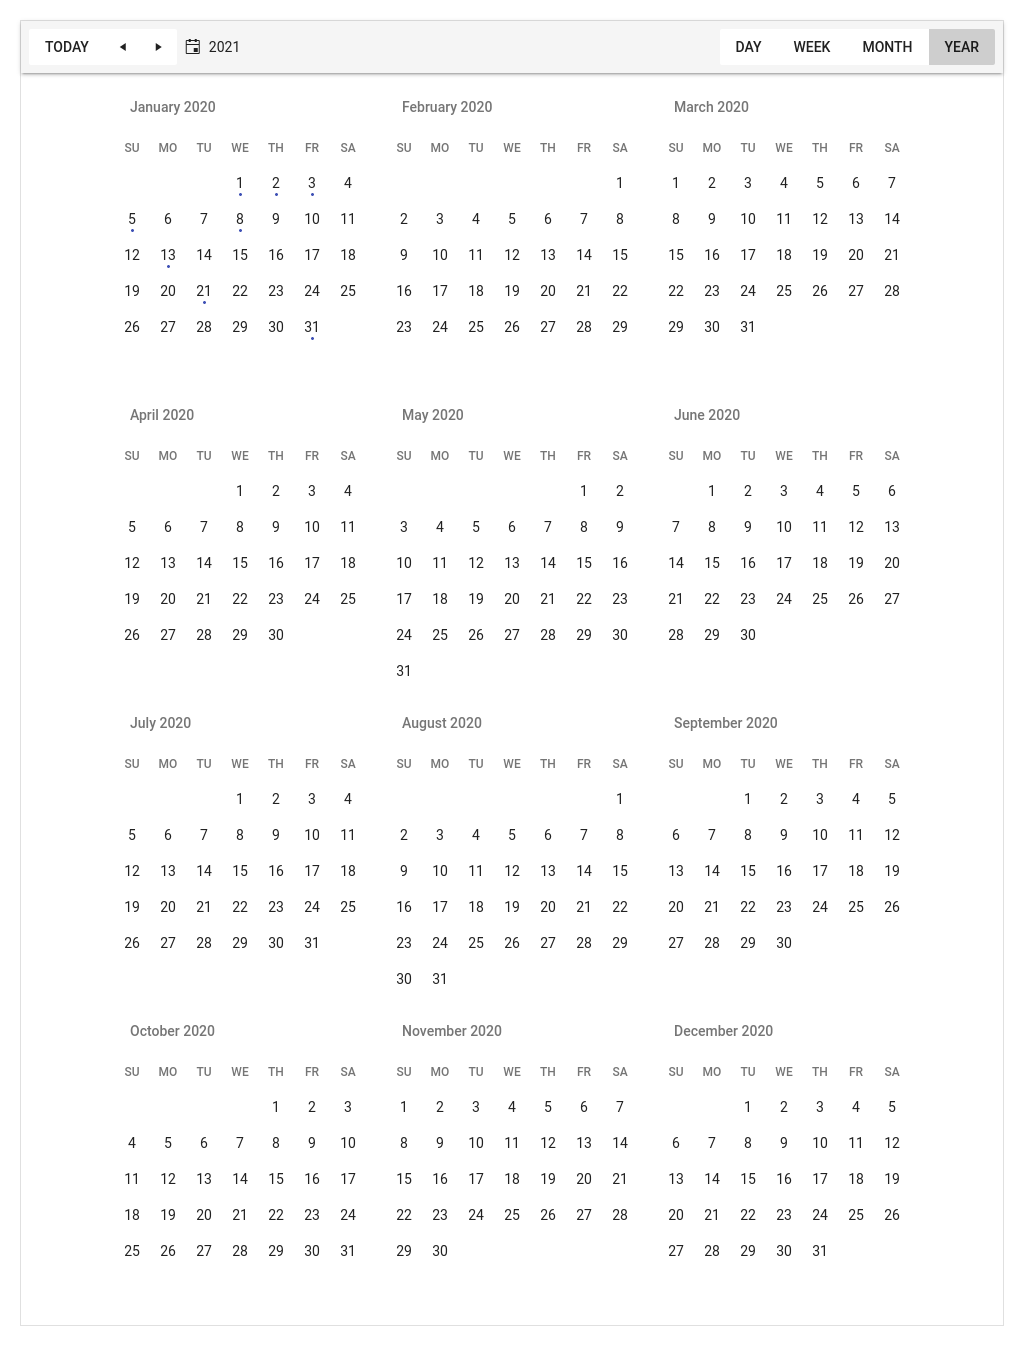 TODAY 2021 DAY WEEK MONTH YEAR
January 2020 February 2020 March 2020
SU MO TU WE TH FR SA SU MO TU WE TH FR SA SU MO TU WE TH FR SA
1 2 3 4 1 1 2 3 4 5 6 7
5 6 7 8 9 10 11 2 3 4 5 6 7 8 8 9 10 11 12 13 14
12 13 14 15 16 17 18 9 10 11 12 13 14 15 15 16 17 18 19 20 21
19 20 21 22 23 24 25 16 17 18 19 20 21 22 22 23 24 25 26 27 28
26 27 28 29 30 31 23 24 25 26 27 28 29 29 30 31
April 2020 May 2020 June 2020
SU MO TU WE TH FR SA SU MO TU WE TH FR SA SU MO TU WE TH FR SA
1 2 3 4 1 2 1 2 3 4 5 6
5 6 7 8 9 10 11 3 4 5 6 7 8 9 7 8 9 10 11 12 13
12 13 14 15 16 17 18 10 11 12 13 14 15 16 14 15 16 17 18 19 20
19 20 21 22 23 24 25 17 18 19 20 21 22 23 21 22 23 24 25 26 27
26 27 28 29 30 24 25 26 27 28 29 30 28 29 30
31
July 2020 August 2020 September 2020
SU MO TU WE TH FR SA SU MO TU WE TH FR SA SU MO TU WE TH FR SA
1 2 3 4 1 1 2 3 4 5
5 6 7 8 9 10 11 2 3 4 5 6 7 8 6 7 8 9 10 11 12
12 13 14 15 16 17 18 9 10 11 12 13 14 15 13 14 15 16 17 18 19
19 20 21 22 23 24 25 16 17 18 19 20 21 22 20 21 22 23 24 25 26
26 27 28 29 30 31 23 24 25 26 27 28 29 27 28 29 30
30 31
October 2020 November 2020 December 2020
SU MO TU WE TH FR SA SU MO TU WE TH FR SA SU MO TU WE TH FR SA
1 2 3 1 2 3 4 5 6 7 1 2 3 4 5
4 5 6 7 8 9 10 8 9 10 11 12 13 14 6 7 8 9 10 11 12
11 12 13 14 15 16 17 15 16 17 18 19 20 21 13 14 15 16 17 18 19
18 19 20 21 22 23 24 22 23 24 25 26 27 28 20 21 22 23 24 25 26
25 26 27 28 29 30 31 29 30 27 28 29 30 31